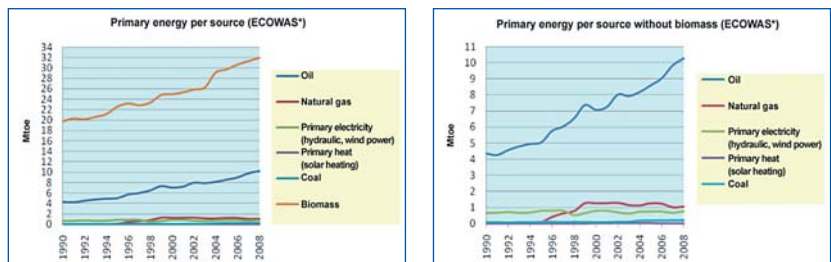 Primary energy per source (ECOWAS*)
Mtoe
34
32
30
28
26
24
22
20
18
16
14
12
10
8
6
4
2
0
1990
1992
1994
1996
1998
2000
2002
2004
2006
2008
Oil
Natural gas
Primary electricity
(hydraulic, wind power)
Primary heat
(solar heating)
Coal
Biomass
Primary energy per source without biomass (ECOWAS*)
Mtoe
11
10
9
8
7
6
5
4
3
2
1
0
1990
1992
1994
1996
1998
2000
2002
2004
2006
2008
Oil
Natural gas
Primary electricity
(hydraulic, wind power)
Primary heat
(solar heating)
Coal